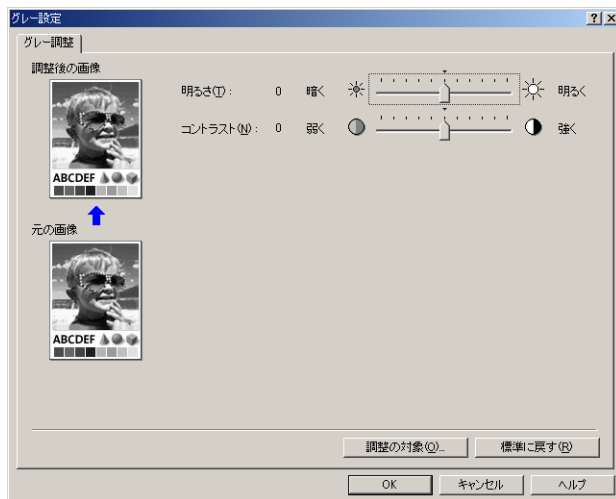 グレー設定
グレー調整
調整後の画像
明るさ(T): 0 暗く 明るく
コントラスト(N): 0 弱く 強く
ABCDEF
元の画像
ABCDEF
調整の対象(O)... 標準に戻す(R)
OK キャンセル ヘルプ